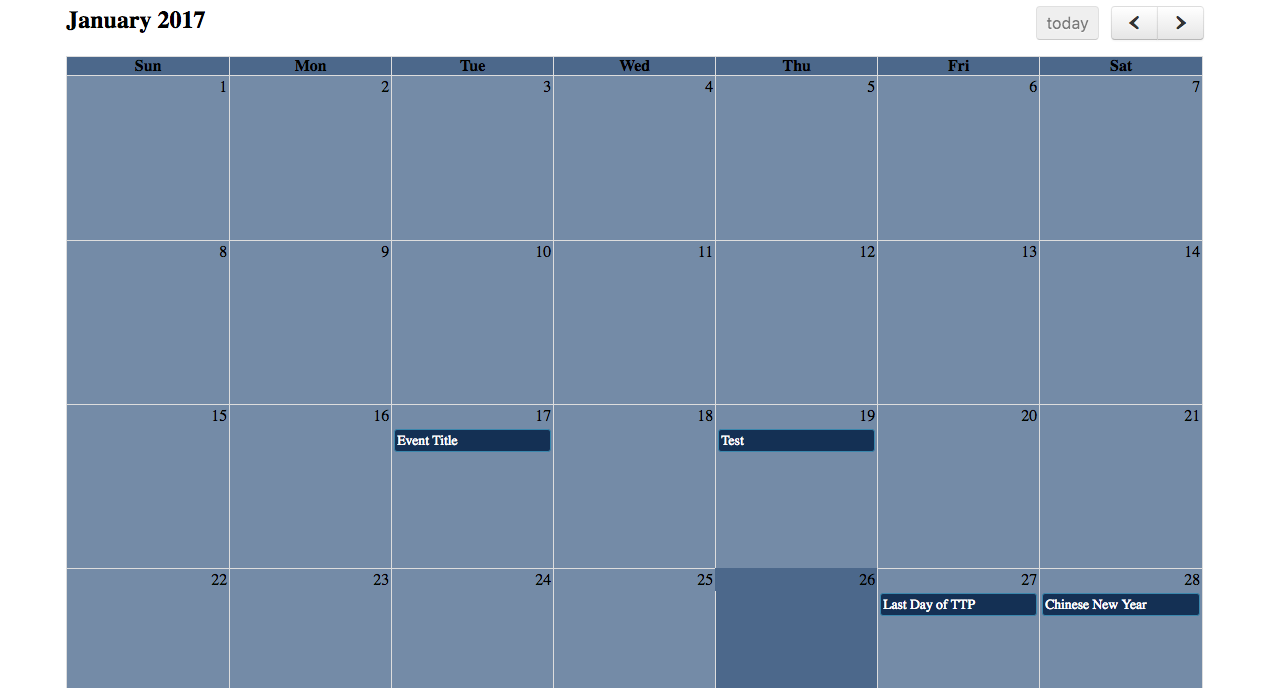 January 2017
today
Sun Mon Tue Wed Thu Fri Sat
1 2 3 4 5 6 7
8 9 10 11 12 13 14
15 16 17 18 19 20 21
Event Title Test
22 23 24 25 26 27 28
Last Day of TTP Chinese New Year